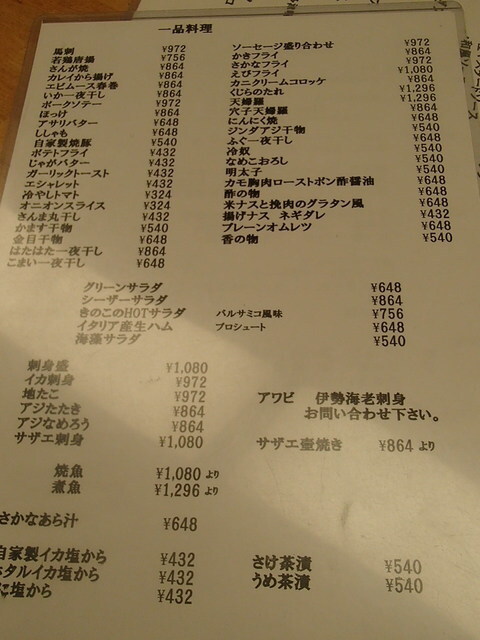 一品料理
馬刺 ¥972
若鶏唐揚 ¥756
さんが焼 ¥864
カレイから揚げ ¥864
エビムース春巻 ¥864
いか一夜干し ¥864
ポークソテー ¥972
ほっけ ¥864
アサリバター ¥648
ししゃも ¥648
自家製焼豚 ¥540
ポテトフライ ¥432
じゃがバター ¥432
ガーリックトースト ¥432
エシャレット ¥432
冷やしトマト ¥324
オニオンスライス ¥324
さんま丸干し ¥432
かます干物 ¥540
金目干物 ¥648
はたはた一夜干し ¥864
こまい一夜干し ¥648
ソーセージ盛り合わせ ¥972
かきフライ ¥864
さかなフライ ¥972
えびフライ ¥1,080
カニクリームコロッケ ¥864
くじらのたれ ¥1,296
天婦羅 ¥1,296
穴子天婦羅 ¥864
にんにく焼 ¥648
ジンダアジ干物 ¥540
ふぐ一夜干し ¥648
冷奴 ¥540
なめこおろし ¥540
明太子 ¥540
カモ胸肉ローストポン酢醤油 ¥648
酢の物 ¥648
米ナスと挽肉のグラタン風 ¥648
揚げナス ネギダレ ¥540
プレーンオムレツ ¥648
香の物 ¥540
グリーンサラダ ¥648
シーザーサラダ ¥864
きのこのHOTサラダ バルサミコ風味 ¥756
イタリア産生ハム プロシュート ¥648
海藻サラダ ¥540
刺身盛 ¥1,080
イカ刺身 ¥972
地たこ ¥972
アジたたき ¥864
アジなめろう ¥864
サザエ刺身 ¥1,080
アワビ 伊勢海老刺身
お問い合わせ下さい。
サザエ壺焼き ¥864より
焼魚 ¥1,080より
煮魚 ¥1,296より
さかなあら汁 ¥648
自家製イカ塩から ¥432
ホタルイカ塩から ¥432
に塩から ¥432
さけ茶漬 ¥540
うめ茶漬 ¥540